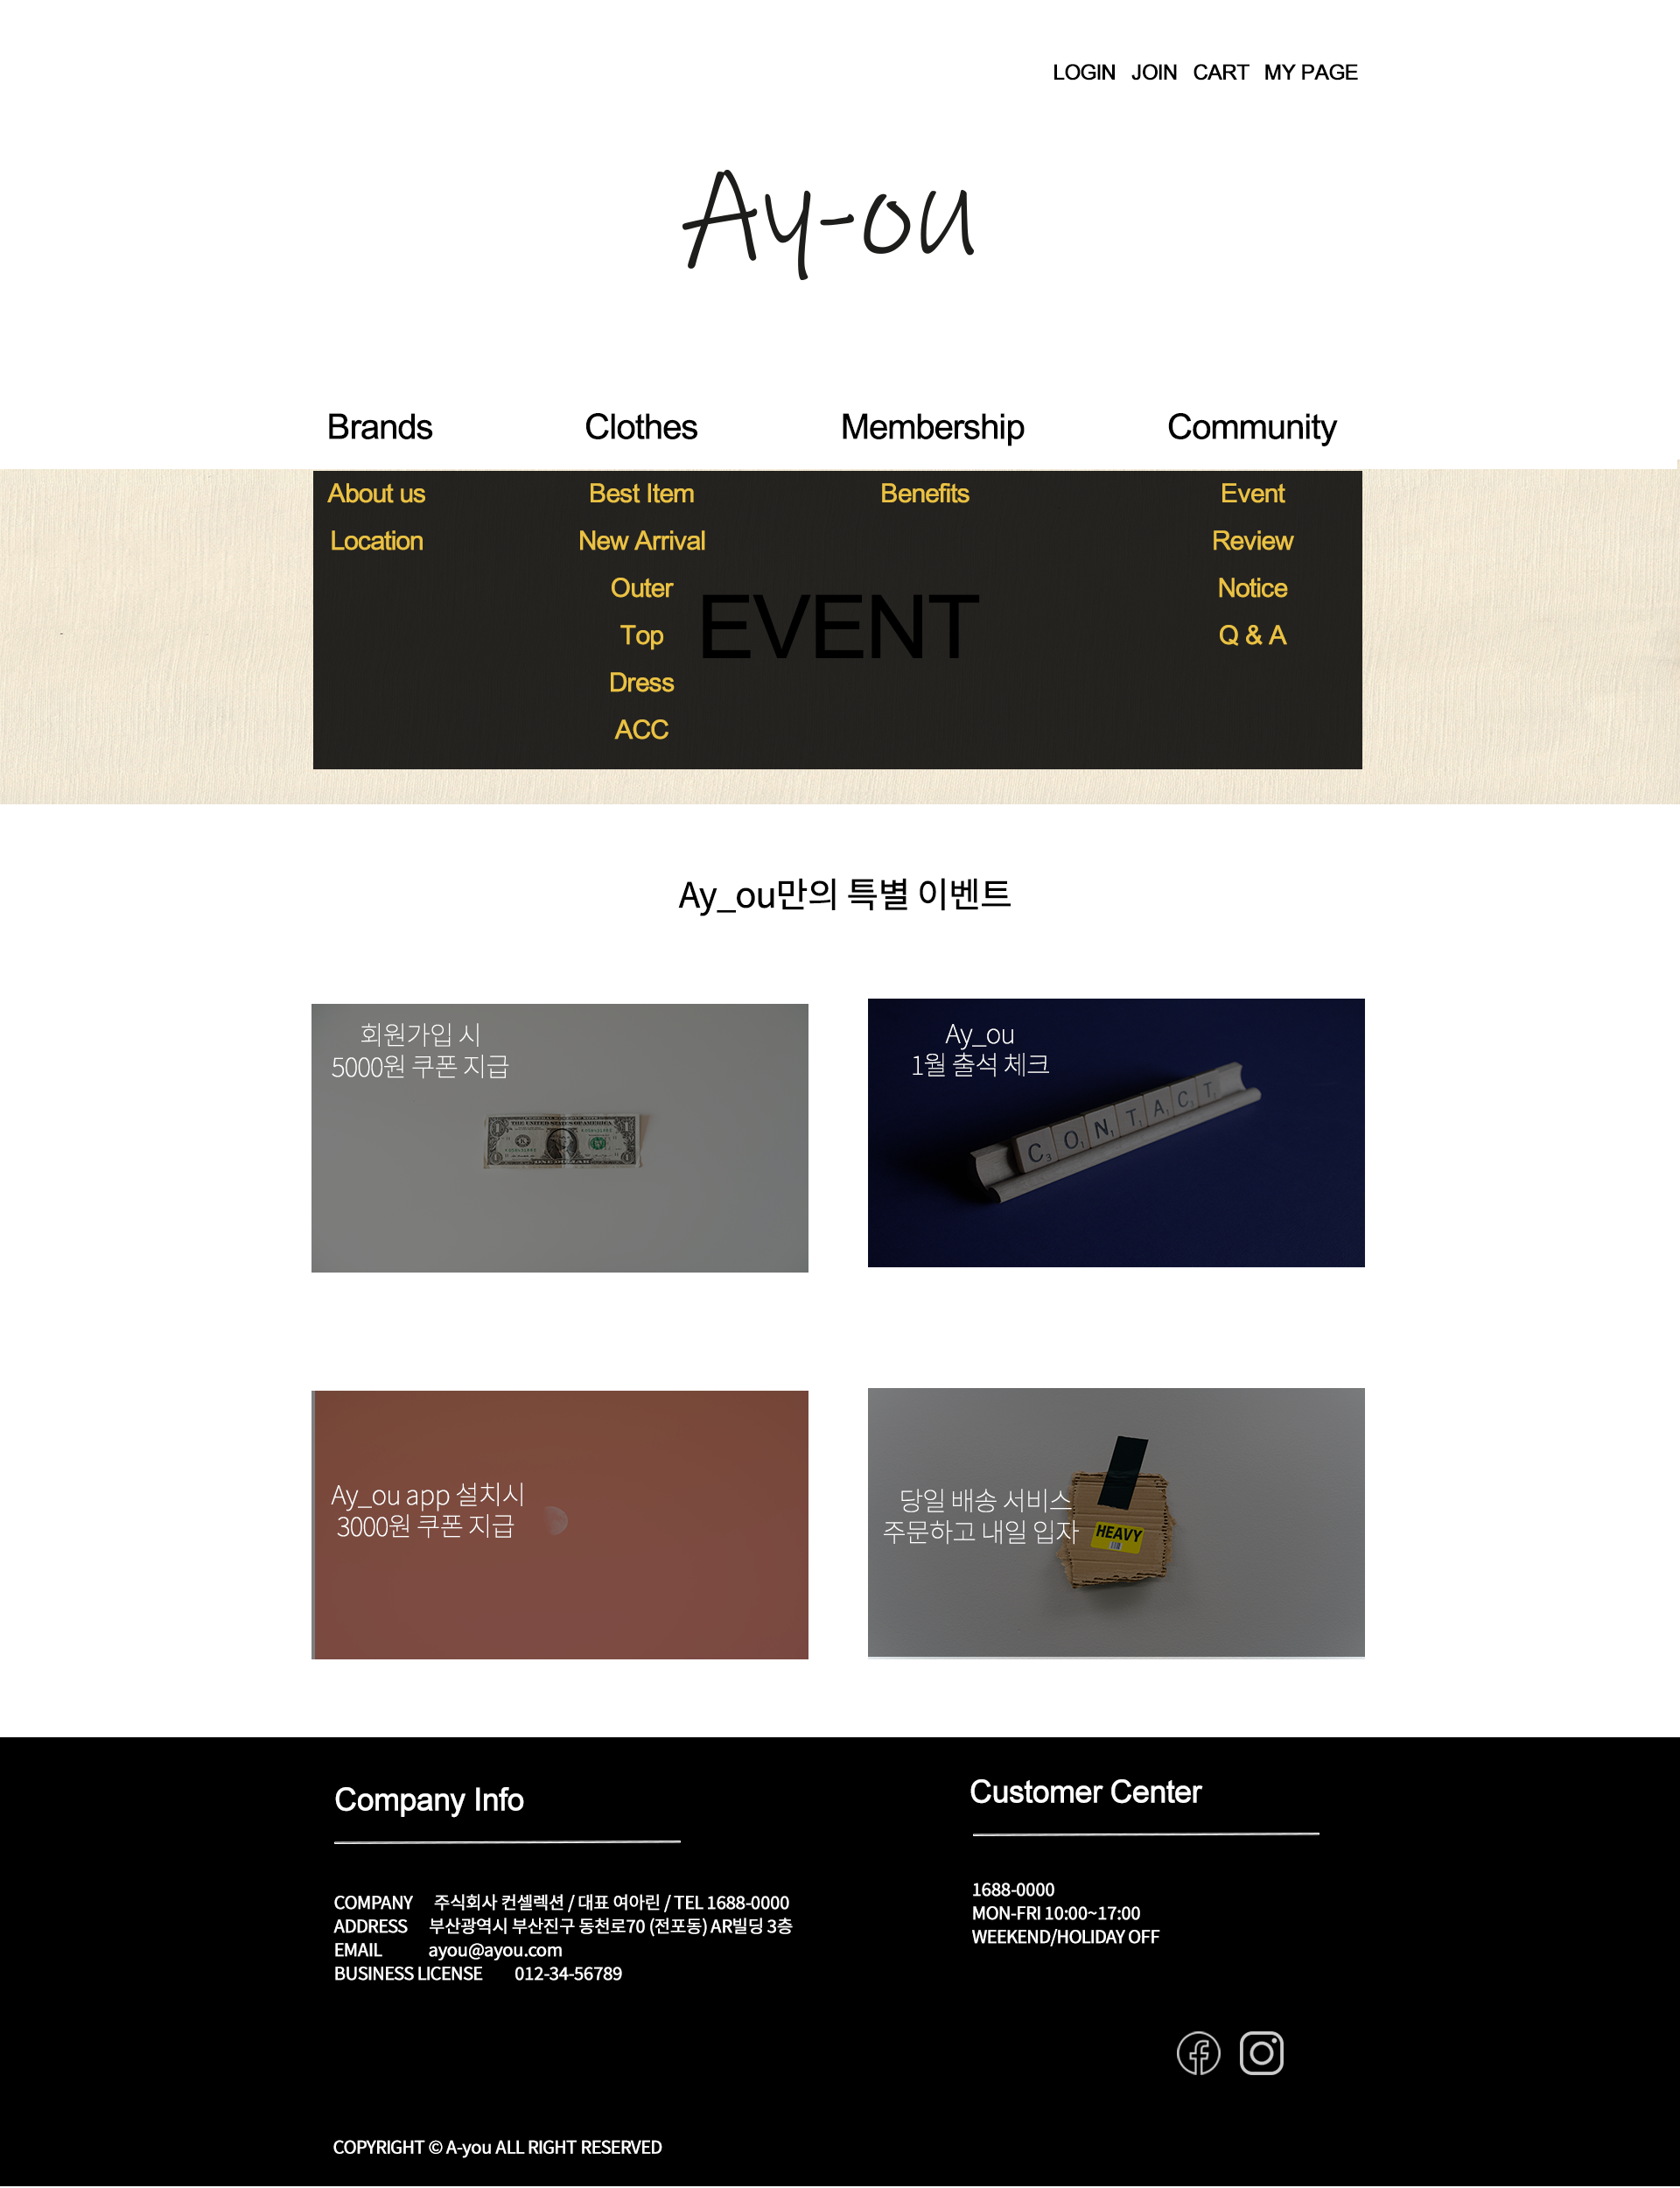 LOGIN JOIN CART MY PAGE
Ay-ou
Brands Clothes Membership Community
About us Best Item Benefits Event
Location New Arrival Review
Outer Notice
EVENT
Top Q & A
Dress
ACC
Ay_ou만의 특별 이벤트
회원가입 시
5000원 쿠폰 지급
THE UNITED STATES OF AMERICA
ONE DOLLAR
Ay_ou
1월 출석 체크
CONTACT
Ay_ou app 설치시
3000원 쿠폰 지급
당일 배송 서비스
주문하고 내일 입자
HEAVY
Company Info
COMPANY 주식회사 컨셀렉션 / 대표 여아린 / TEL 1688-0000
ADDRESS 부산광역시 부산진구 동천로70 (전포동) AR빌딩 3층
EMAIL ayou@ayou.com
BUSINESS LICENSE 012-34-56789
Customer Center
1688-0000
MON-FRI 10:00~17:00
WEEKEND/HOLIDAY OFF
COPYRIGHT © A-you ALL RIGHT RESERVED